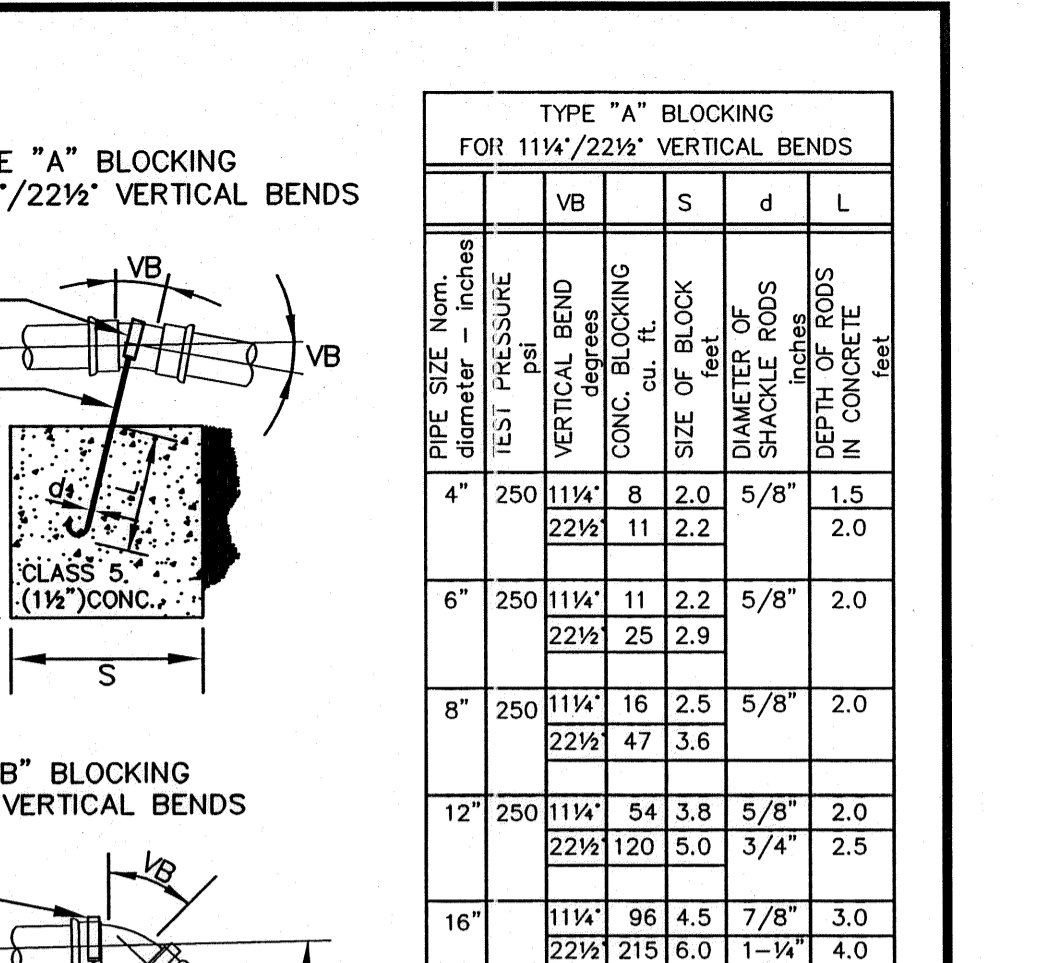 E "A" BLOCKING
°/22½° VERTICAL BENDS
VB
VB
d
L
CLASS 5
(1½")CONC.
S
B" BLOCKING
VERTICAL BENDS
VB
TYPE "A" BLOCKING
FOR 11¼°/22½° VERTICAL BENDS
VB S d L
PIPE SIZE Nom.
diameter – inches
TEST PRESSURE
psi
VERTICAL BEND
degrees
CONC. BLOCKING
cu. ft.
SIZE OF BLOCK
feet
DIAMETER OF
SHACKLE RODS
inches
DEPTH OF RODS
IN CONCRETE
feet
4" 250 11¼° 8 2.0 5/8" 1.5
22½° 11 2.2 2.0
6" 250 11¼° 11 2.2 5/8" 2.0
22½° 25 2.9
8" 250 11¼° 16 2.5 5/8" 2.0
22½° 47 3.6
12" 250 11¼° 54 3.8 5/8" 2.0
22½° 120 5.0 3/4" 2.5
16" 11¼° 96 4.5 7/8" 3.0
22½° 215 6.0 1–¼" 4.0